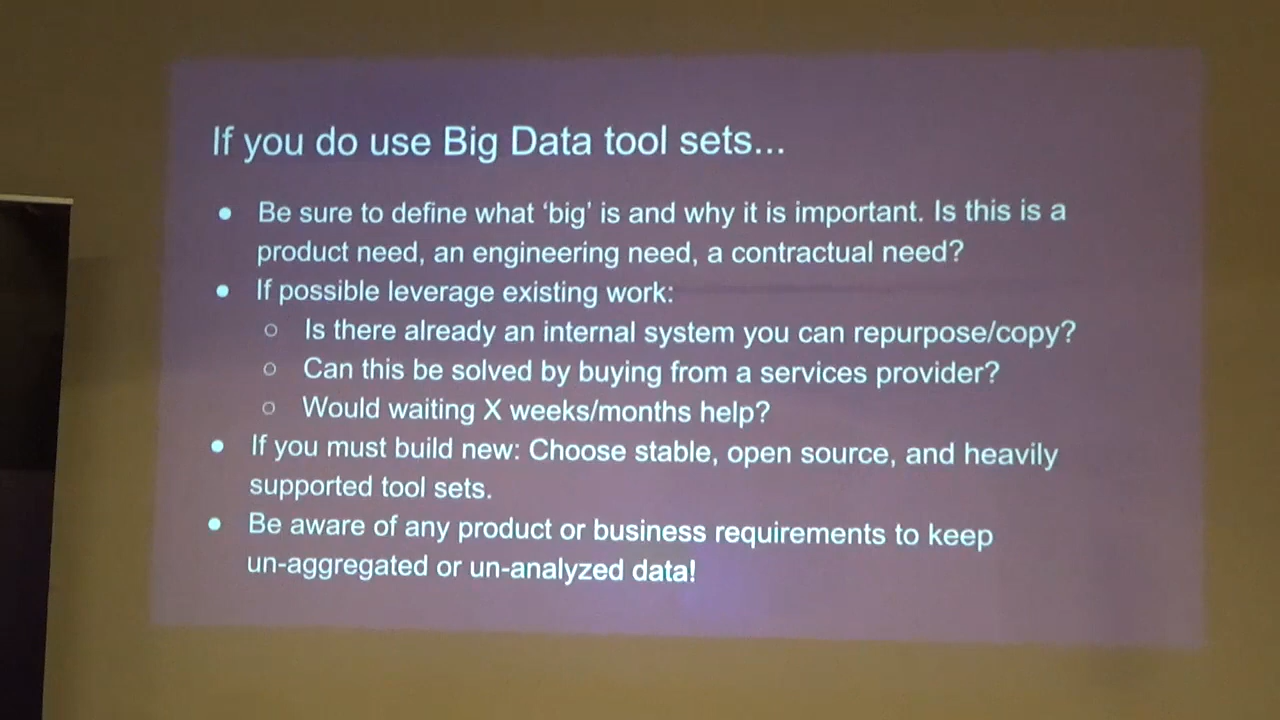 If you do use Big Data tool sets...
● Be sure to define what ‘big’ is and why it is important. Is this is a
product need, an engineering need, a contractual need?
● If possible leverage existing work:
○ Is there already an internal system you can repurpose/copy?
○ Can this be solved by buying from a services provider?
○ Would waiting X weeks/months help?
● If you must build new: Choose stable, open source, and heavily
supported tool sets.
● Be aware of any product or business requirements to keep
un-aggregated or un-analyzed data!